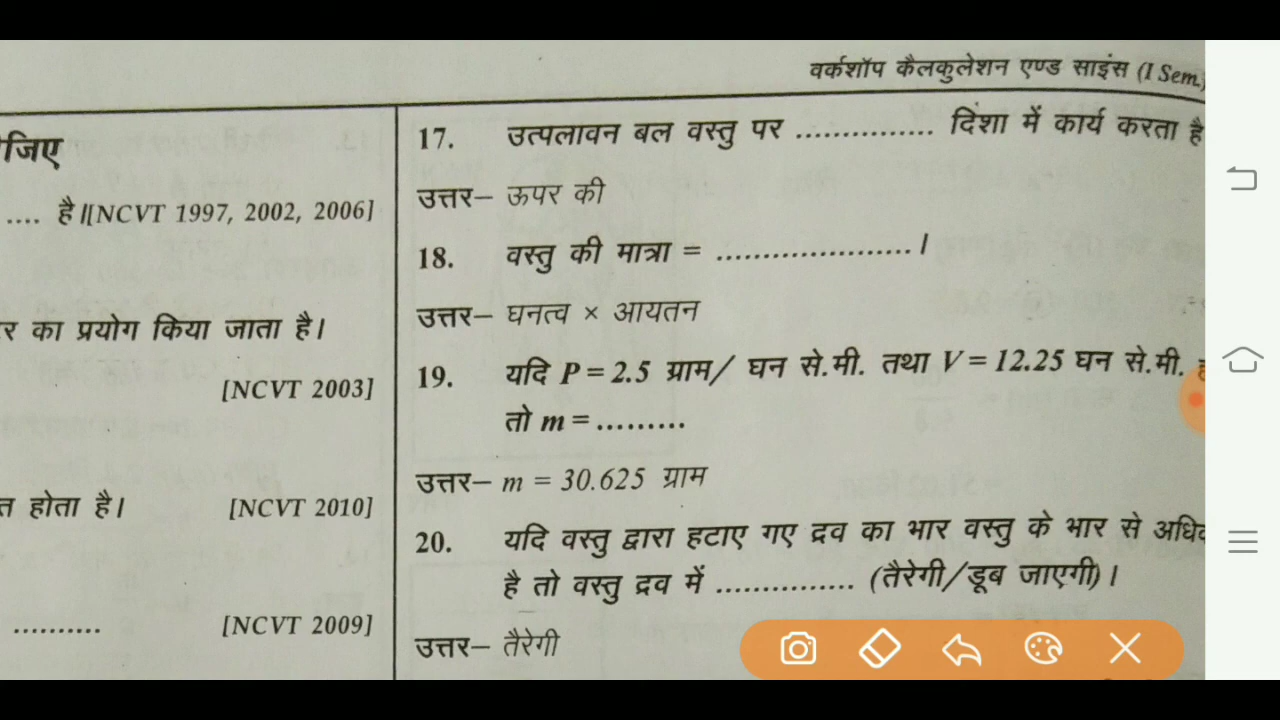 वर्कशॉप कैलकुलेशन एण्ड साइंस (I Sem.)
जिए
.... है।[NCVT 1997, 2002, 2006]
र का प्रयोग किया जाता है।
[NCVT 2003]
त होता है। [NCVT 2010]
.......... [NCVT 2009]
17. उत्पलावन बल वस्तु पर ............... दिशा में कार्य करता है
उत्तर– ऊपर की
18. वस्तु की मात्रा = ..................... ।
उत्तर– घनत्व × आयतन
19. यदि P = 2.5 ग्राम/ घन से.मी. तथा V = 12.25 घन से.मी.
तो m = ..........
उत्तर– m = 30.625 ग्राम
20. यदि वस्तु द्वारा हटाए गए द्रव का भार वस्तु के भार से
है तो वस्तु द्रव में ............... (तैरेगी/डूब जाएगी)।
उत्तर– तैरेगी